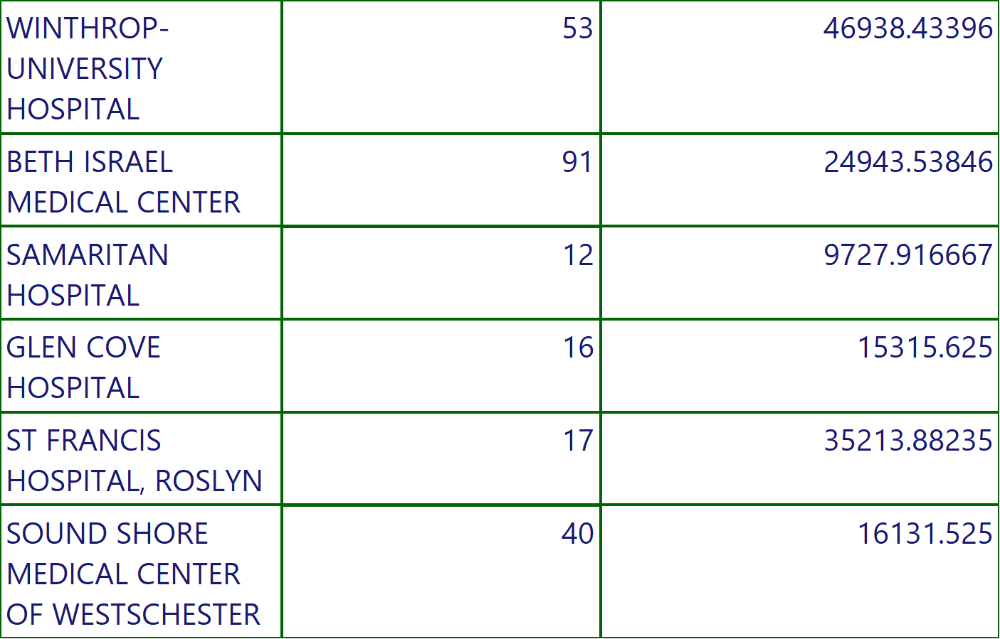 WINTHROP- 53 46938.43396
UNIVERSITY
HOSPITAL
BETH ISRAEL 91 24943.53846
MEDICAL CENTER
SAMARITAN 12 9727.916667
HOSPITAL
GLEN COVE 16 15315.625
HOSPITAL
ST FRANCIS 17 35213.88235
HOSPITAL, ROSLYN
SOUND SHORE 40 16131.525
MEDICAL CENTER
OF WESTSCHESTER